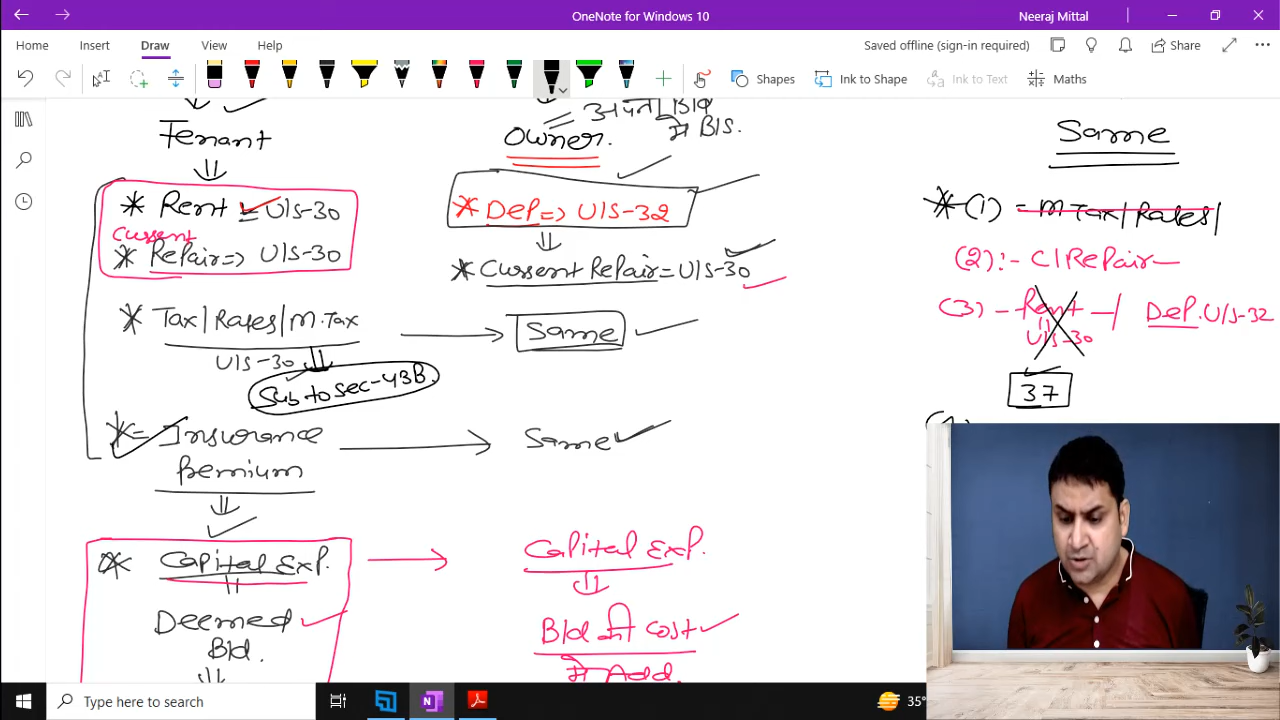 OneNote for Windows 10
Neeraj Mittal
Home Insert Draw View Help
Saved offline (sign-in required)
Share
Shapes
Ink to Shape
Ink to Text
Maths
Tenant
* Rent = U/S-30
Current
* Repair => U/S-30
* Tax/Rates/M.Tax
U/S-30
Sub to sec-43B.
*= Insurance
Premium
* Capital Exp.
Deemed
Bld.
अपना
में B/S.
Owner.
* Dep => U/S-32
* Current Repair = U/S-30
Same
Same
Capital Exp.
Bld की cost
में Add.
Same
* (1) = M.Tax/Rates/
(2):- C/Repair
(3) - Rent - / Dep. U/S-32
U/S-30
37
Type here to search
35°